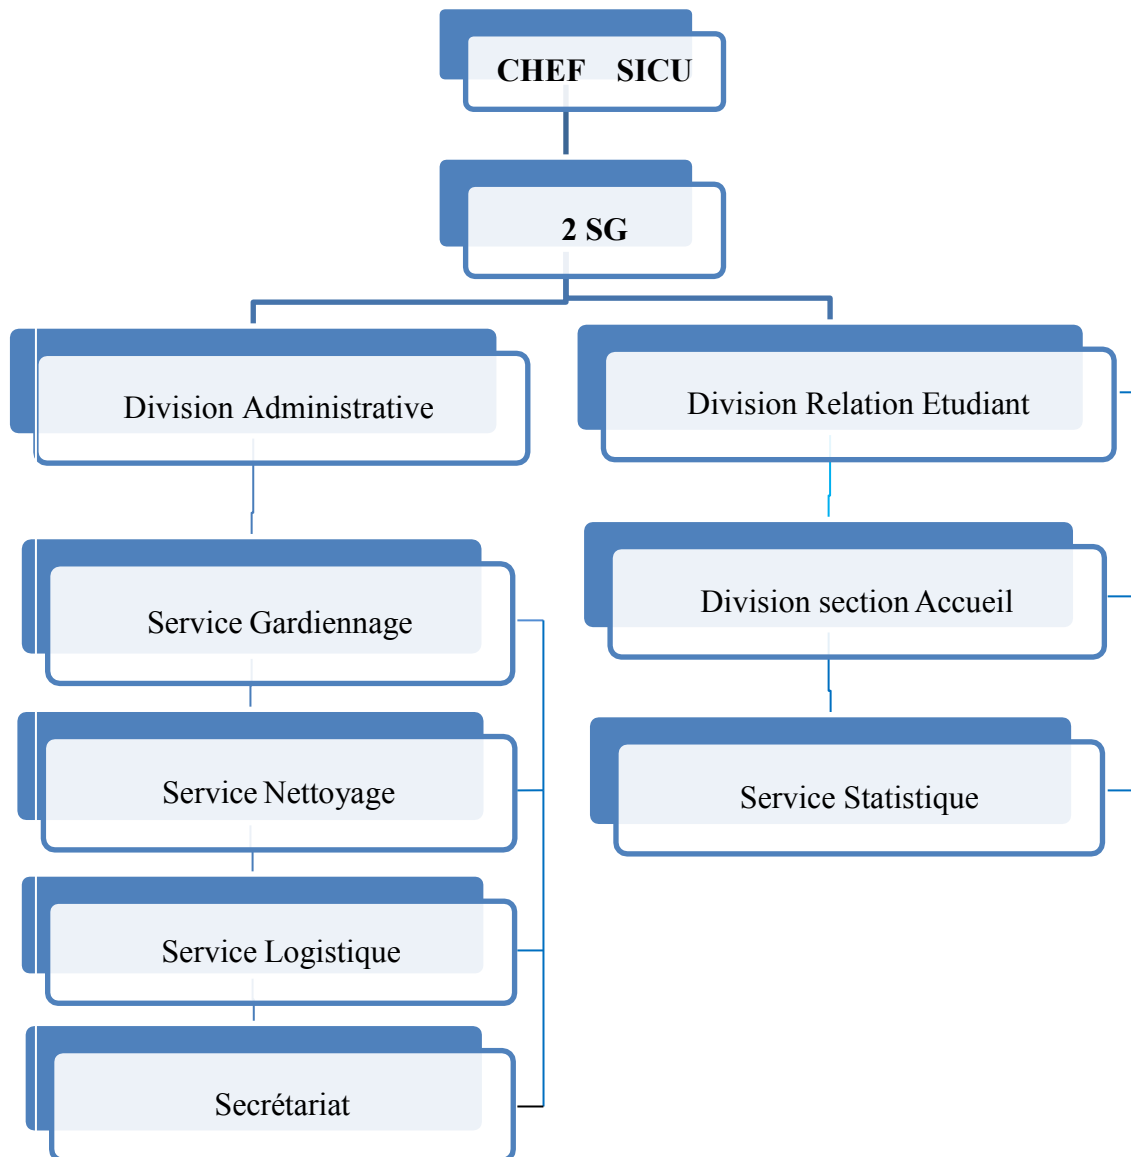 CHEF SICU
2 SG
Division Administrative
Division Relation Etudiant
Service Gardiennage
Division section Accueil
Service Nettoyage
Service Statistique
Service Logistique
Secrétariat